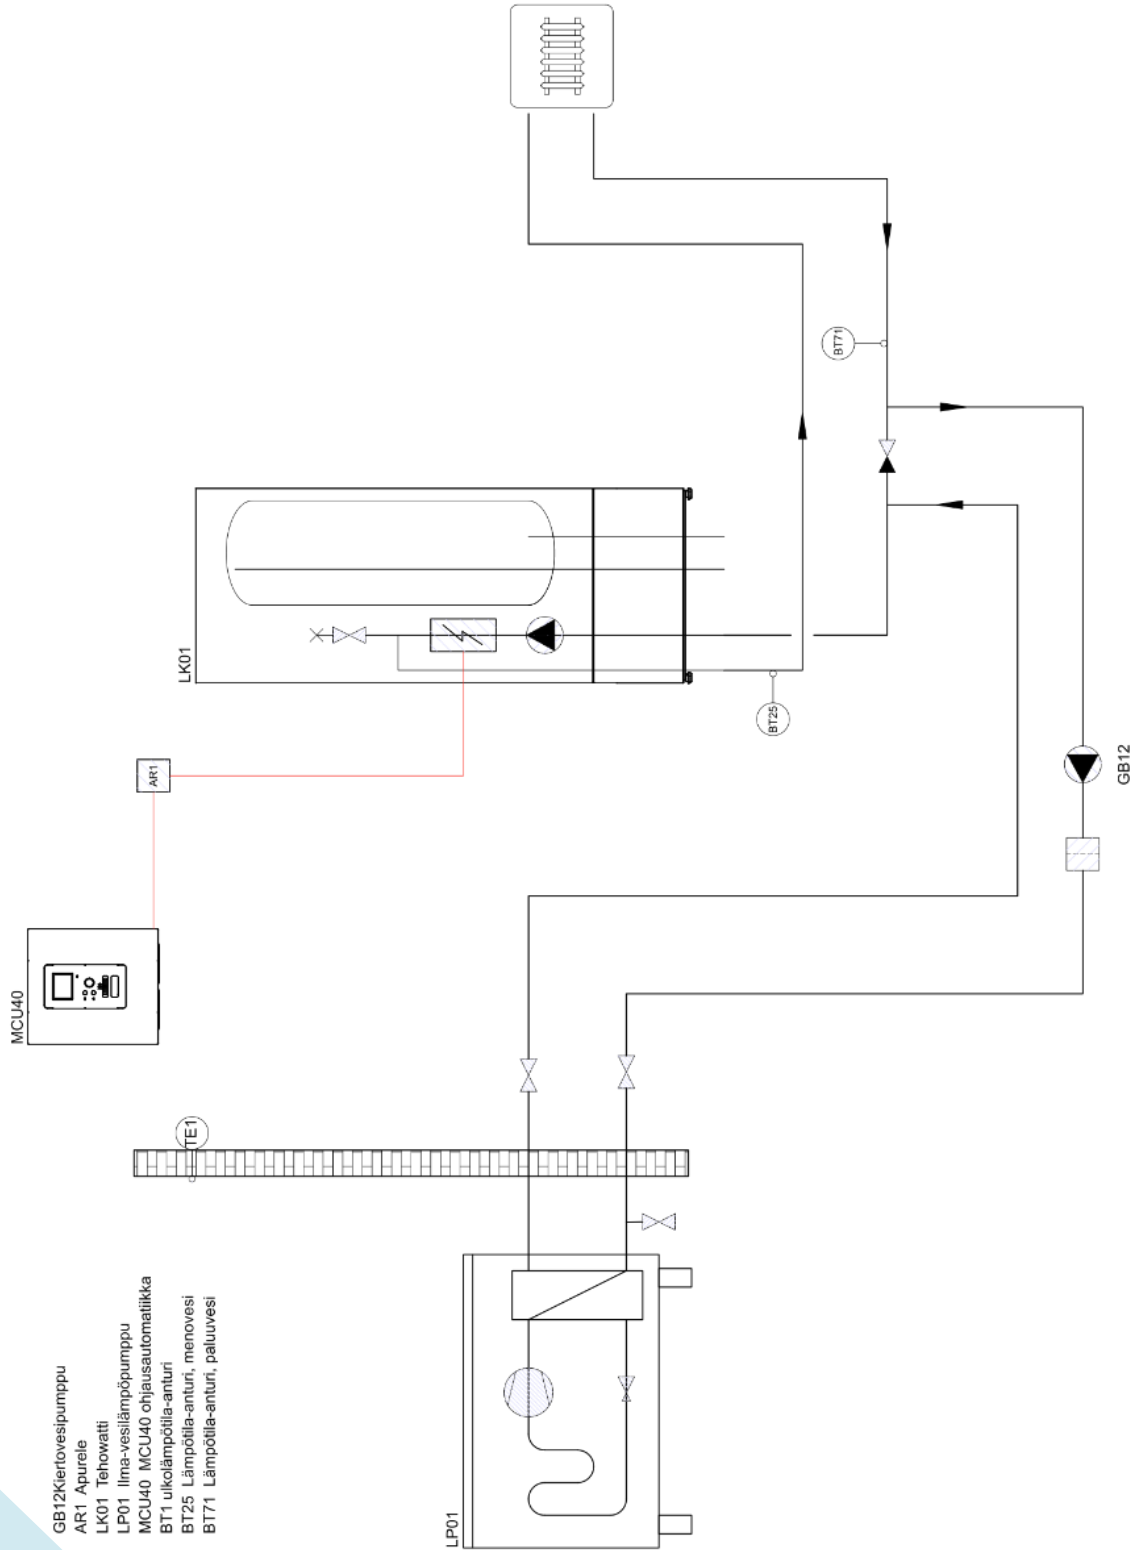 GB12Kiertovesipumppu
AR1 Apurele
LK01 Tehowatti
LP01 Ilma-vesilämpöpumppu
MCU40 MCU40 ohjausautomatiikka
BT1 ulkolämpötila-anturi
BT25 Lämpötila-anturi, menovesi
BT71 Lämpötila-anturi, paluuvesi
LP01
TE1
MCU40
AR1
LK01
BT25
BT71
GB12